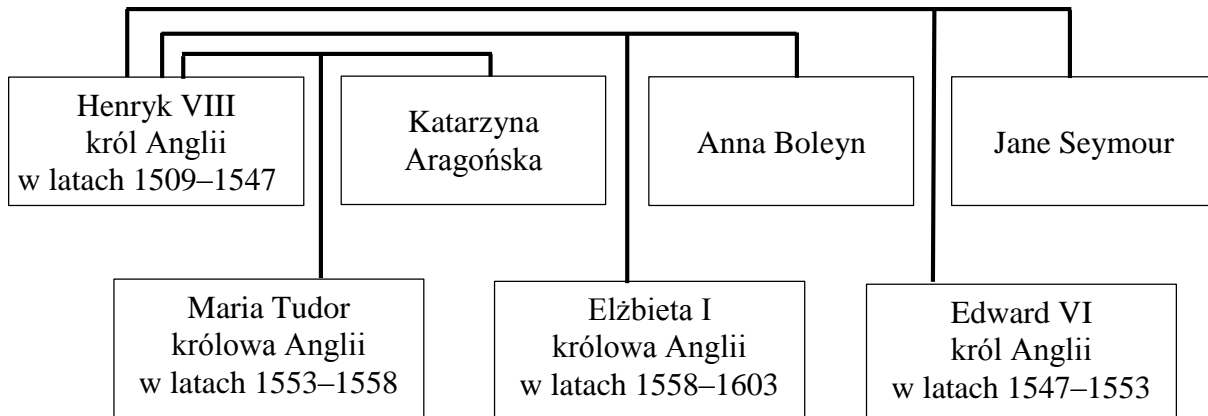 Henryk VIII
król Anglii
w latach 1509–1547
Katarzyna
Aragońska
Anna Boleyn
Jane Seymour
Maria Tudor
królowa Anglii
w latach 1553–1558
Elżbieta I
królowa Anglii
w latach 1558–1603
Edward VI
król Anglii
w latach 1547–1553